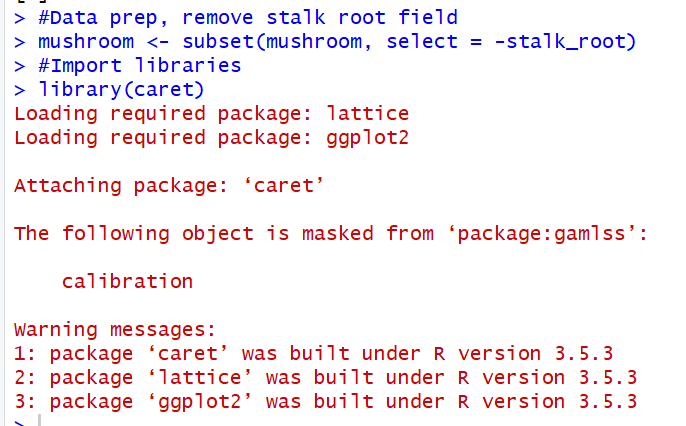 > #Data prep, remove stalk root field
> mushroom <- subset(mushroom, select = -stalk_root)
> #Import libraries
> library(caret)
Loading required package: lattice
Loading required package: ggplot2
Attaching package: ‘caret’
The following object is masked from ‘package:gamlss’:
calibration
Warning messages:
1: package ‘caret’ was built under R version 3.5.3
2: package ‘lattice’ was built under R version 3.5.3
3: package ‘ggplot2’ was built under R version 3.5.3
>